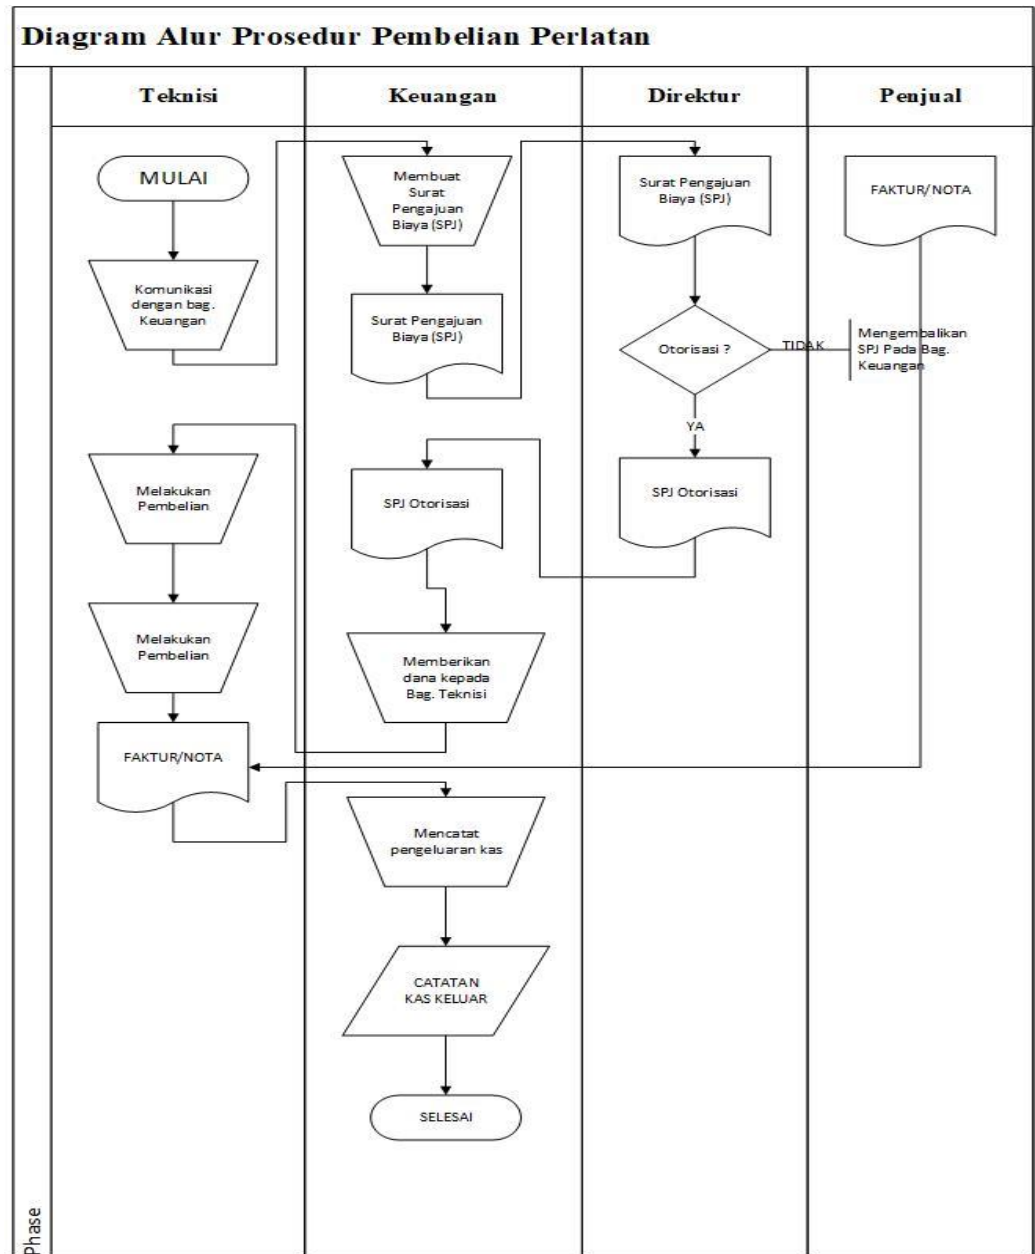 Diagram Alur Prosedur Pembelian Perlatan
Teknisi
Keuangan
Direktur
Penjual
MULAI
Membuat
Surat
Pengajuan
Biaya (SPJ)
Surat Pengajuan
Biaya (SPJ)
FAKTUR/NOTA
Komunikasi
dengan bag.
Keuangan
Surat Pengajuan
Biaya (SPJ)
Otorisasi ?
TIDAK
Mengembalikan
SPJ Pada Bag.
Keuangan
YA
Melakukan
Pembelian
SPJ Otorisasi
SPJ Otorisasi
Melakukan
Pembelian
Memberikan
dana kepada
Bag. Teknisi
FAKTUR/NOTA
Mencatat
pengeluaran kas
CATATAN
KAS KELUAR
SELESAI
Phase